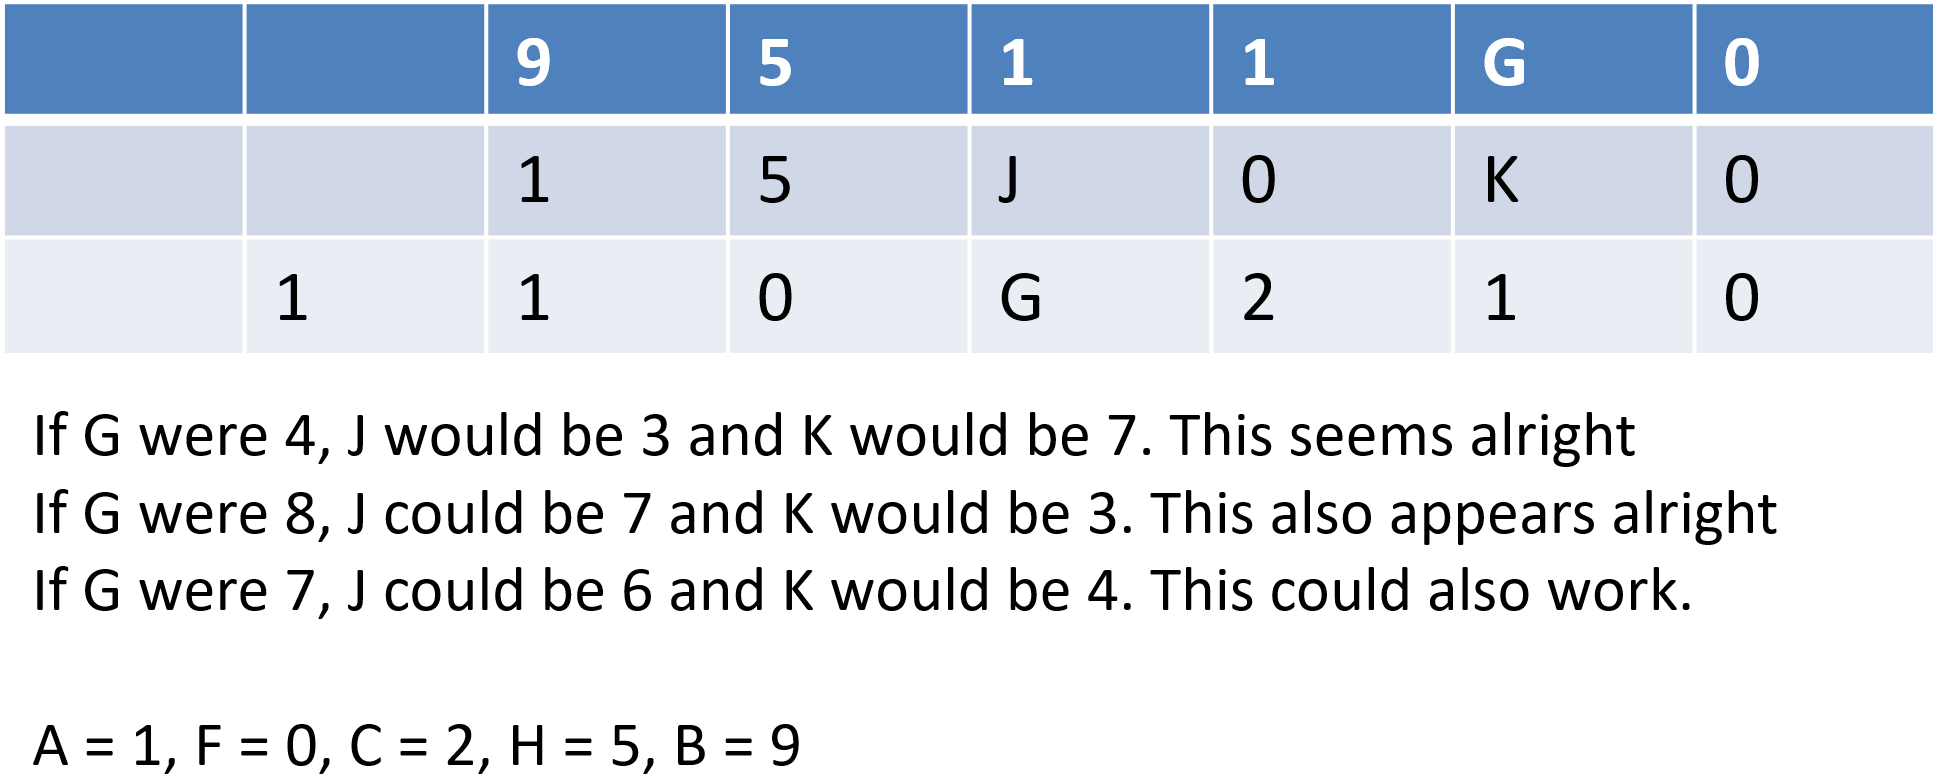 9 5 1 1 G 0
1 5 J 0 K 0
1 1 0 G 2 1 0
If G were 4, J would be 3 and K would be 7. This seems alright
If G were 8, J could be 7 and K would be 3. This also appears alright
If G were 7, J could be 6 and K would be 4. This could also work.
A = 1, F = 0, C = 2, H = 5, B = 9